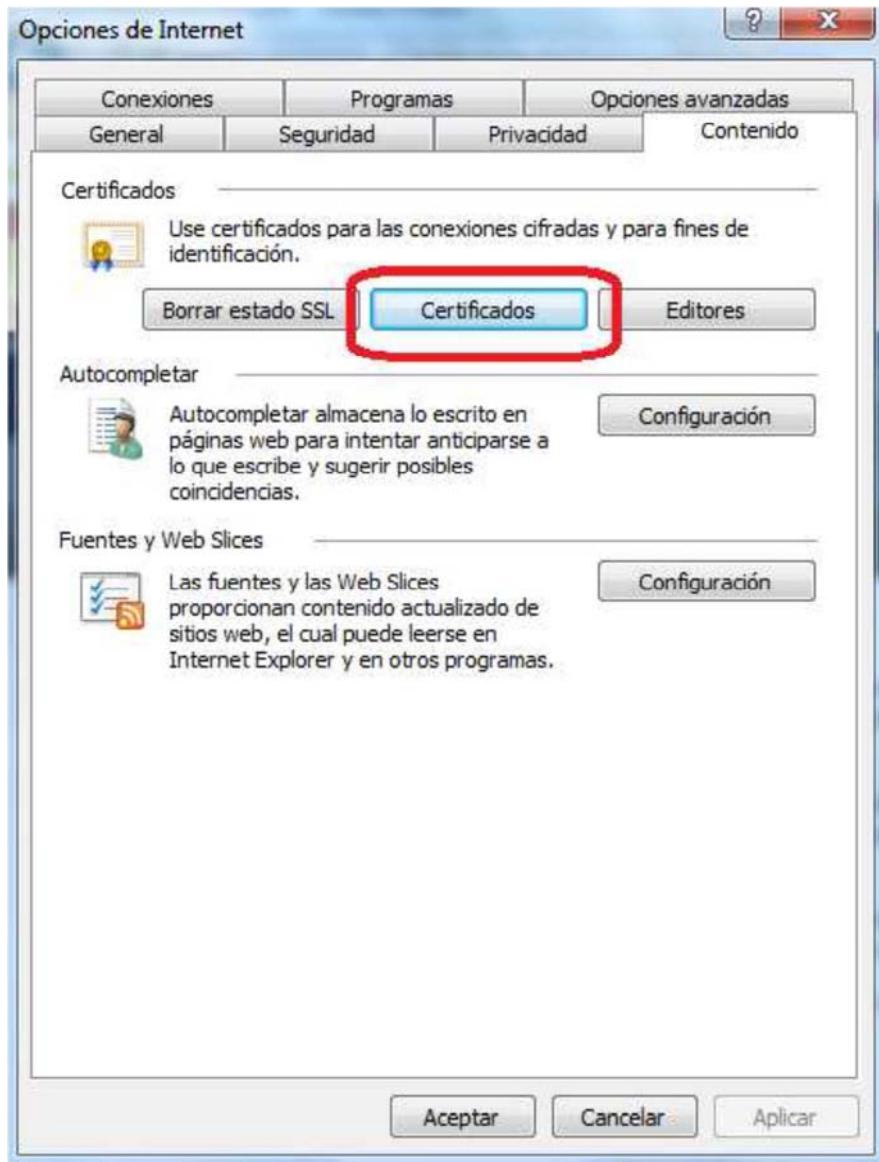 Opciones de Internet
Conexiones Programas Opciones avanzadas
General Seguridad Privacidad Contenido
Certificados
Use certificados para las conexiones cifradas y para fines de
identificación.
Borrar estado SSL Certificados Editores
Autocompletar
Autocompletar almacena lo escrito en
páginas web para intentar anticiparse a
lo que escribe y sugerir posibles
coincidencias.
Configuración
Fuentes y Web Slices
Las fuentes y las Web Slices
proporcionan contenido actualizado de
sitios web, el cual puede leerse en
Internet Explorer y en otros programas.
Configuración
Aceptar Cancelar Aplicar